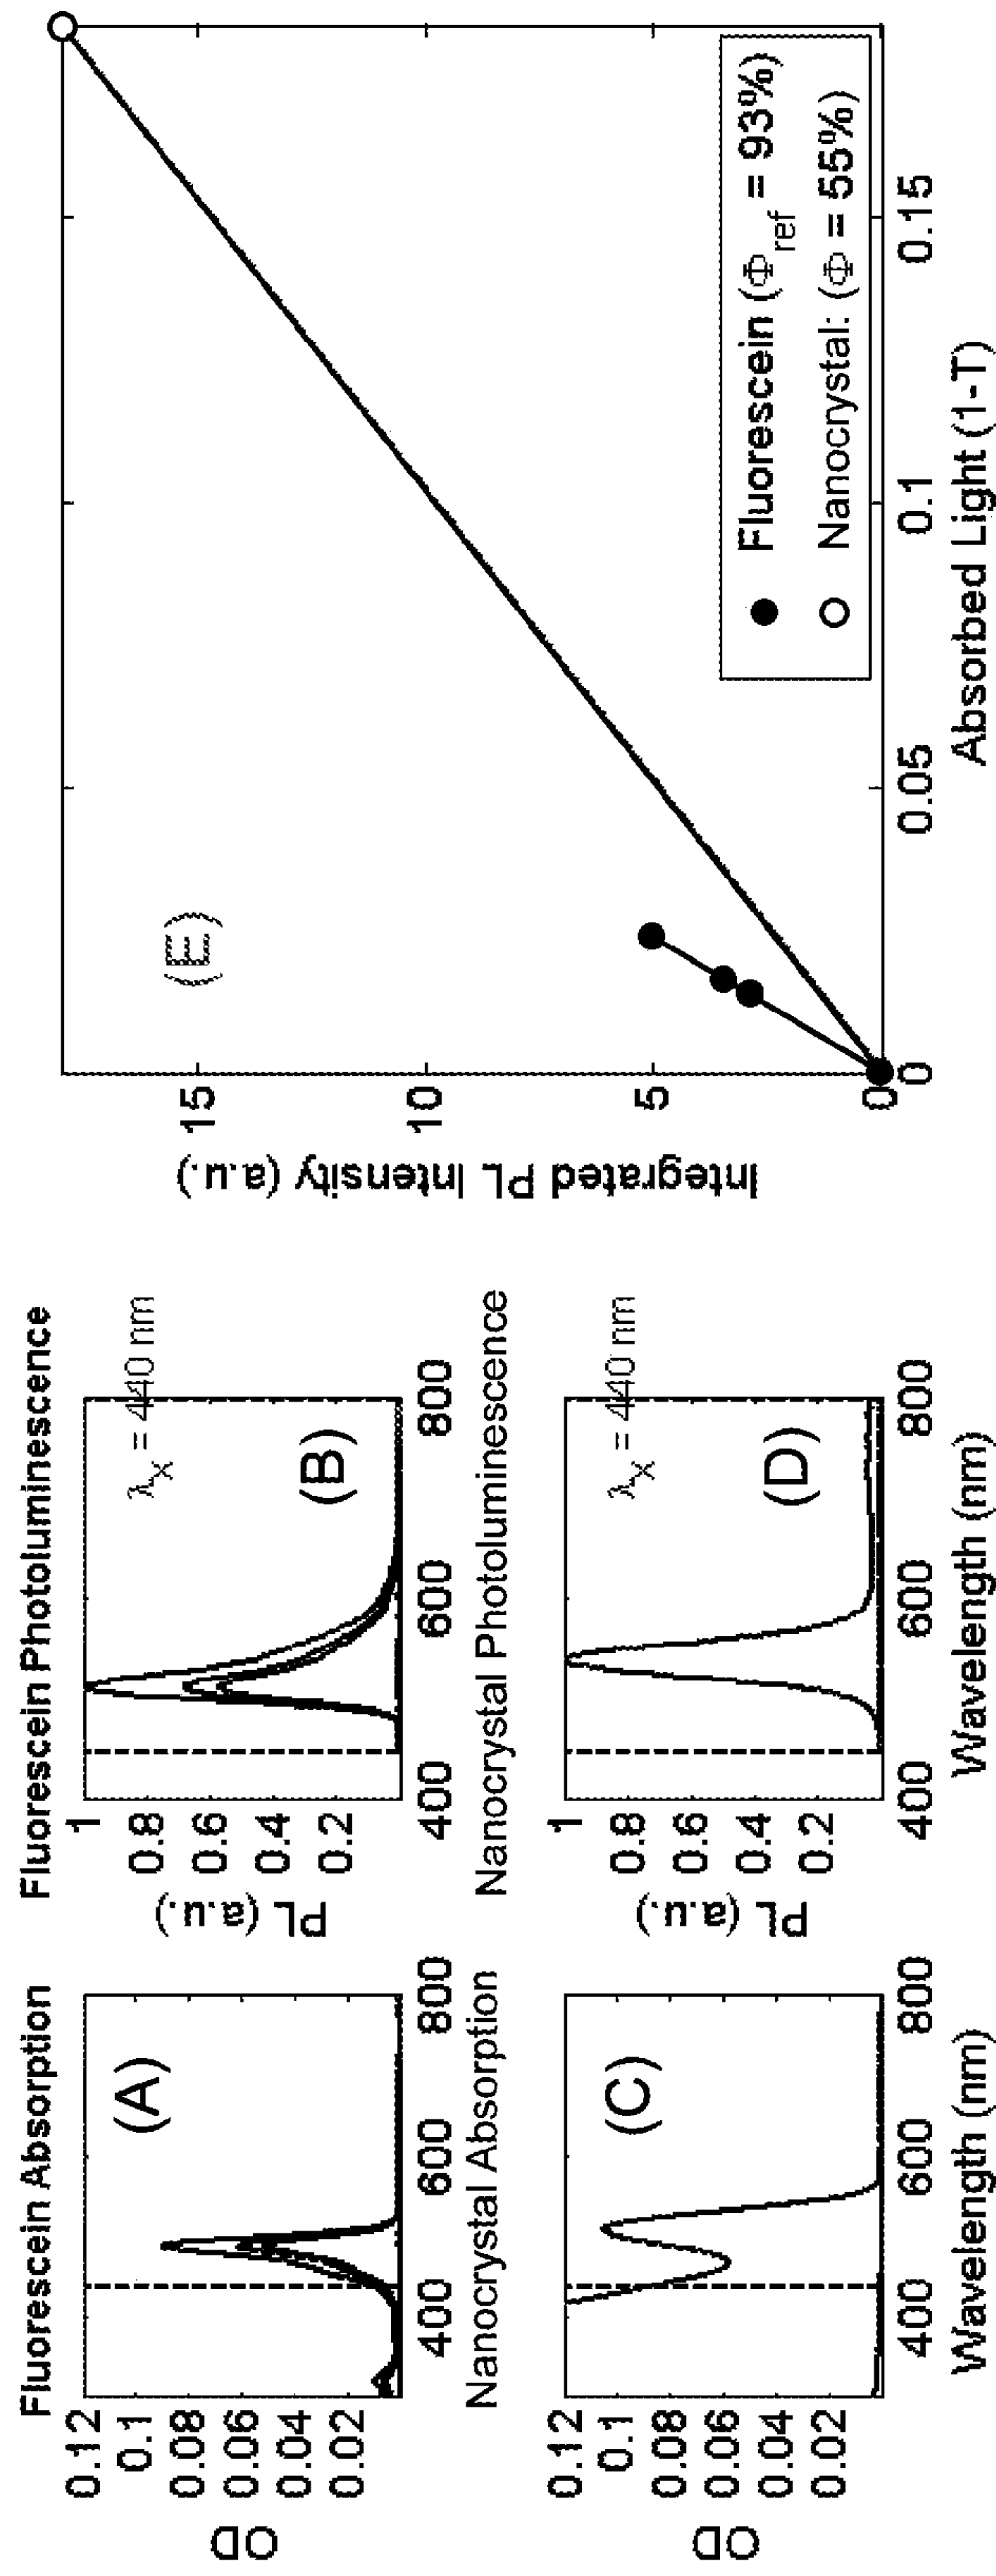 Fluorescein Absorption
OD
0.12
0.1
0.08
0.06
0.04
0.02
(A)
400
600
800
Fluorescein Photoluminescence
PL (a.u.)
1
0.8
0.6
0.4
0.2
λx = 440 nm
(B)
400
600
800
Nanocrystal Absorption
OD
0.12
0.1
0.08
0.06
0.04
0.02
(C)
400
600
800
Wavelength (nm)
Nanocrystal Photoluminescence
PL (a.u.)
1
0.8
0.6
0.4
0.2
λx = 440 nm
(D)
400
600
800
Wavelength (nm)
(E)
Integrated PL Intensity (a.u.)
15
10
5
0
Fluorescein (Φref = 93%)
Nanocrystal: (Φ = 55%)
0
0.05
0.1
0.15
Absorbed Light (1-T)